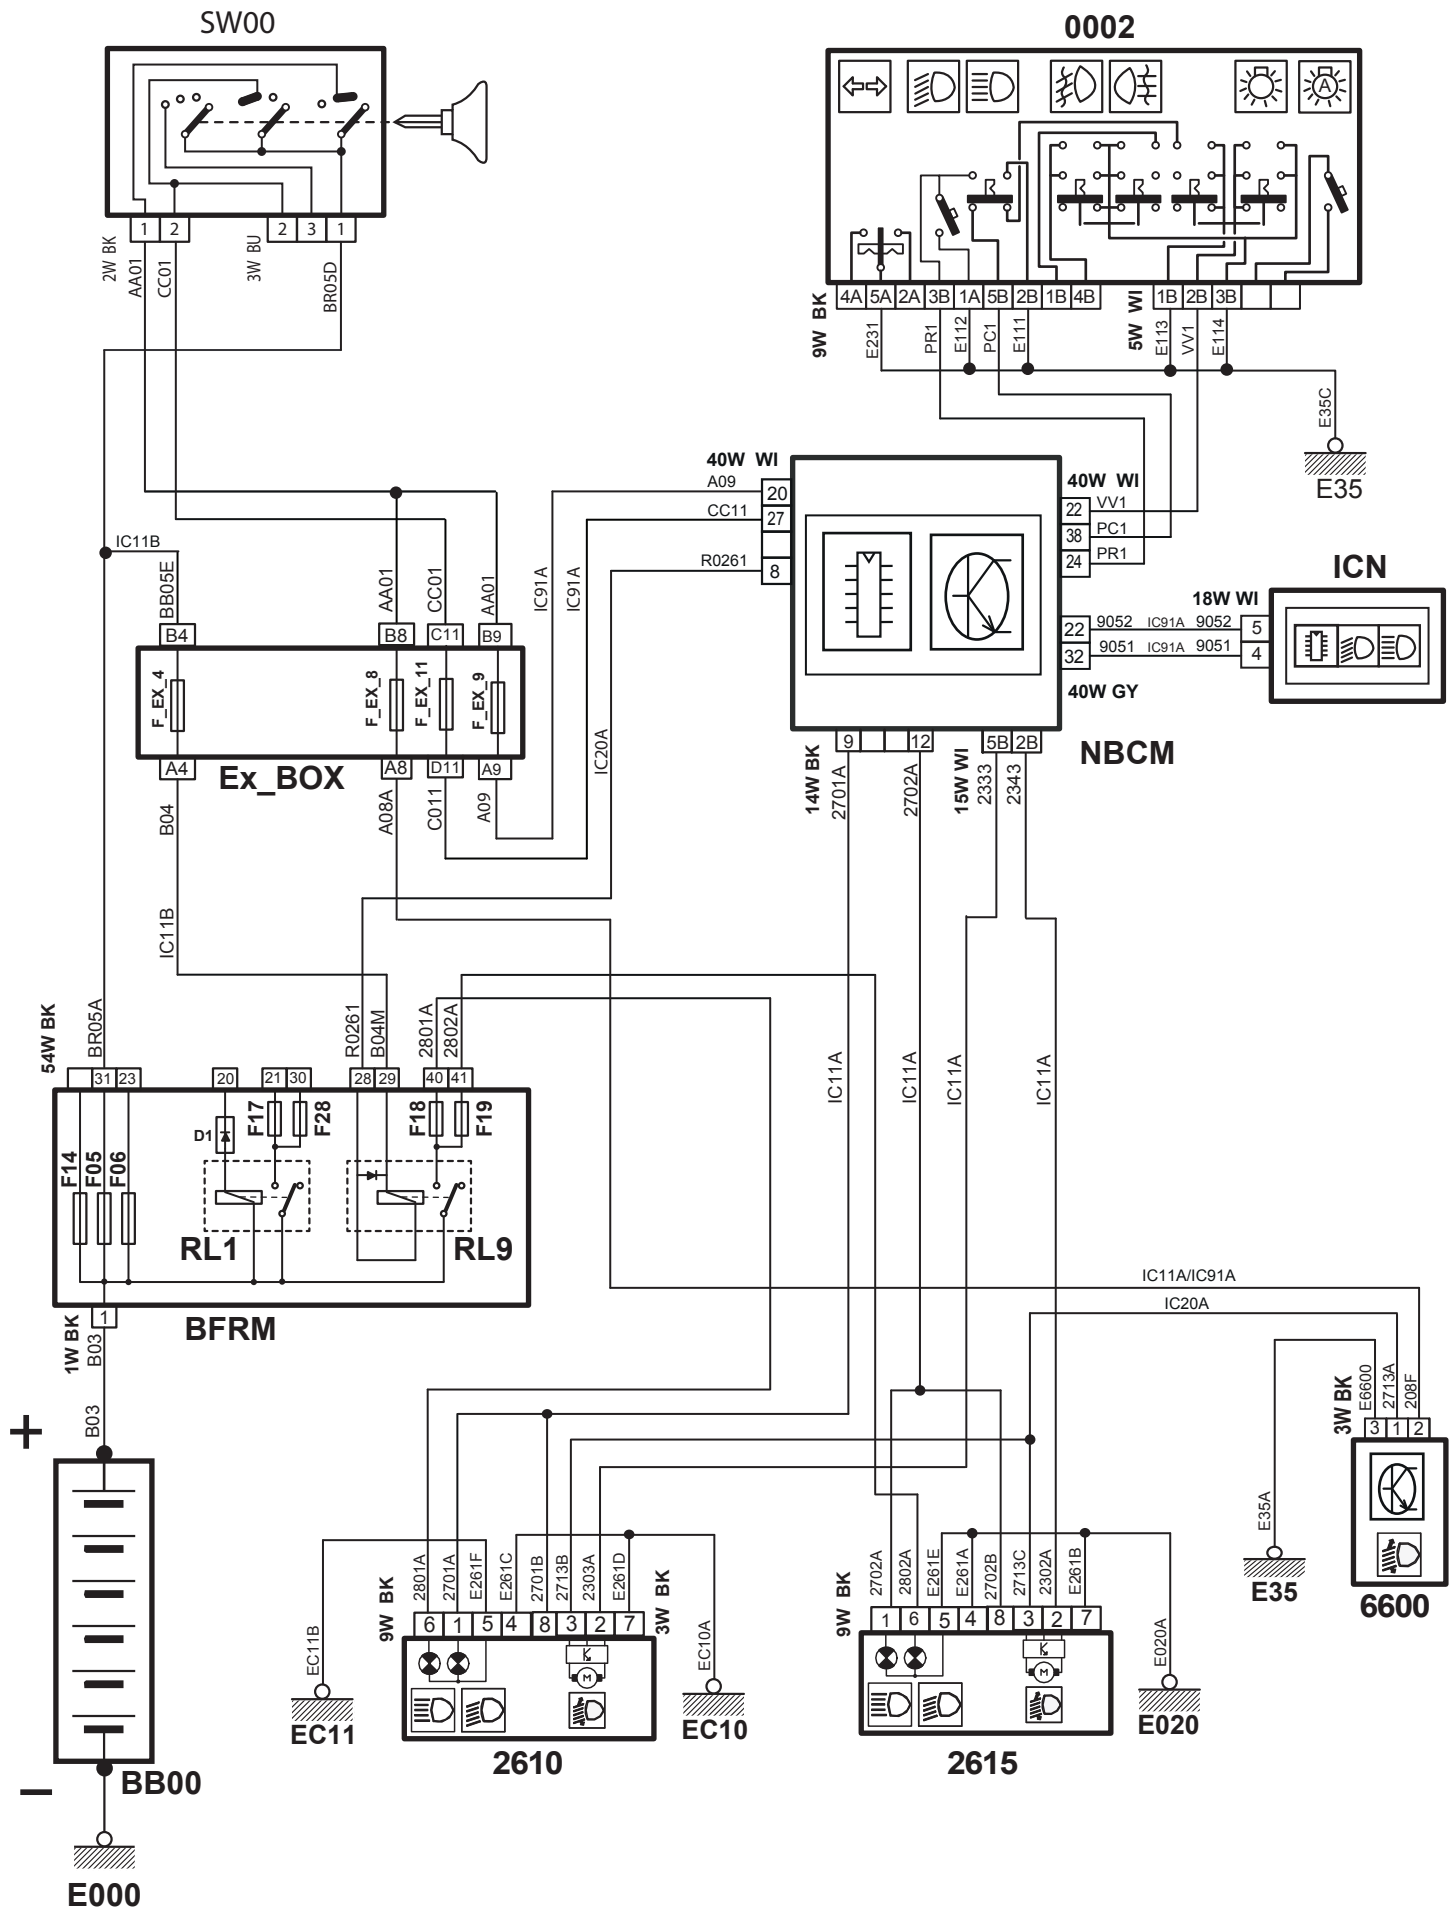 SW00
0002
A
1 2 2 3 1
2W BK
AA01
CC01
3W BU
BR05D
4A 5A 2A 3B 1A 5B 2B 1B 4B
1B 2B 3B
9W BK
E231
PR1
E112
PC1
E111
5W WI
E113
VV1
E114
E35C
E35
40W WI
A09
20
CC11
27
R0261
8
40W WI
22 VV1
38 PC1
24 PR1
ICN
18W WI
22 9052 IC91A 9052 5
32 9051 IC91A 9051 4
40W GY
NBCM
IC11B
BB05E
AA01
CC01
AA01
IC91A
IC91A
B4 B8 C11 B9
F_EX_4
F_EX_8
F_EX_11
F_EX_9
A4 A8 D11 A9
Ex_BOX
B04
A08A
C011
A09
IC20A
9 12 5B 2B
14W BK
2701A
2702A
15W WI
2333
2343
IC11B
54W BK
BR05A
R0261
B04M
2801A
2802A
IC11A
IC11A
IC11A
IC11A
31 23 20 21 30 28 29 40 41
F14
F05
F06
D1
F17
F28
F18
F19
RL1
RL9
1
BFRM
1W BK
B03
B03
+
IC11A/IC91A
IC20A
3W BK
E6600
2713A
208F
3 1 2
E35A
E35
6600
9W BK
2801A
2701A
E261F
E261C
2701B
2713B
2303A
E261D
3W BK
6 1 5 4 8 3 2 7
M
EC11B
EC11
EC10A
EC10
2610
9W BK
2702A
2802A
E261E
E261A
2702B
2713C
2302A
E261B
1 6 5 4 8 3 2 7
M
E020A
E020
2615
BB00
–
E000